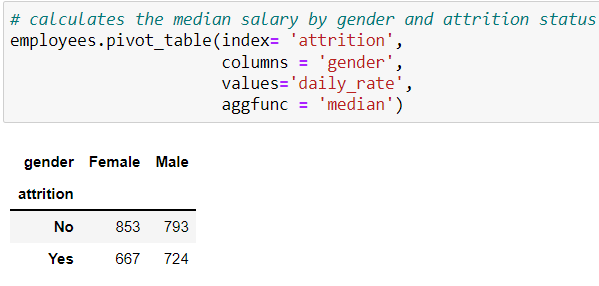 # calculates the median salary by gender and attrition status
employees.pivot_table(index= 'attrition',
columns = 'gender',
values='daily_rate',
aggfunc = 'median')
gender Female Male
attrition
No 853 793
Yes 667 724